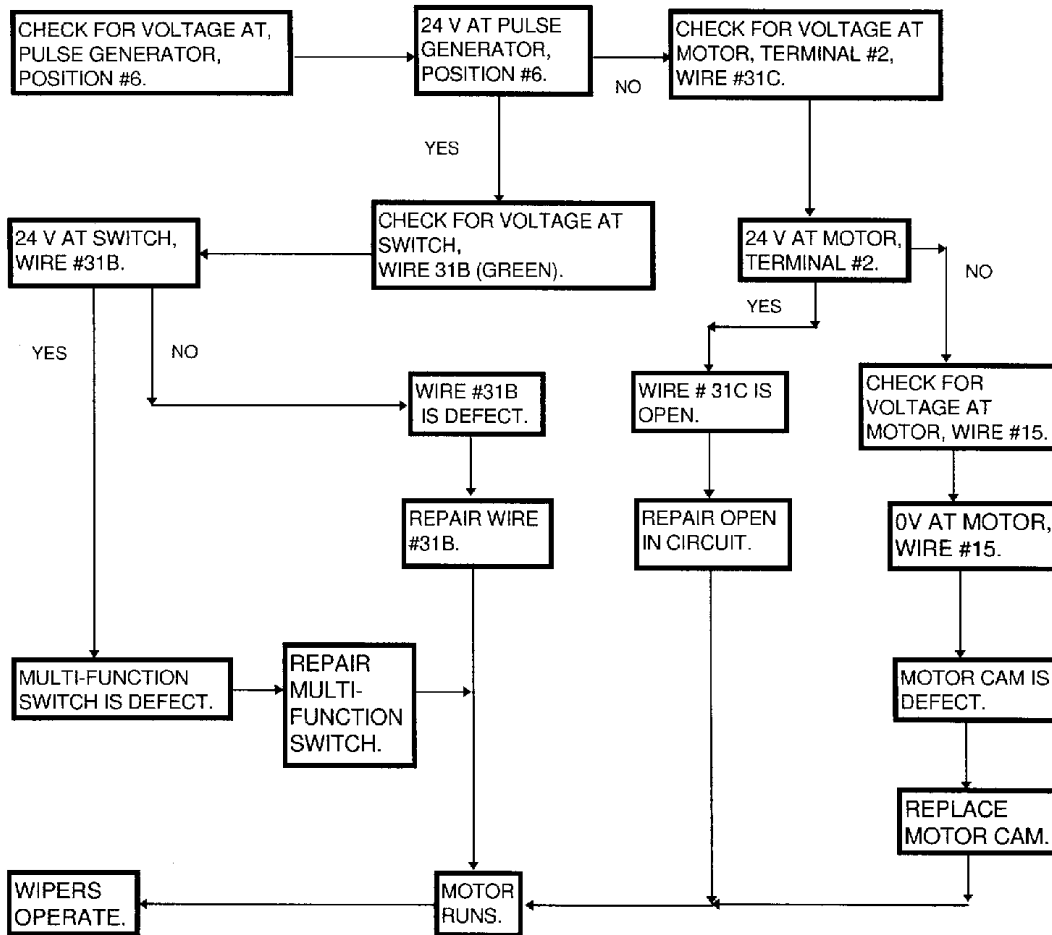 CHECK FOR VOLTAGE AT,
PULSE GENERATOR,
POSITION #6.
24 V AT PULSE
GENERATOR,
POSITION #6.
NO
CHECK FOR VOLTAGE AT
MOTOR, TERMINAL #2,
WIRE #31C.
YES
24 V AT SWITCH,
WIRE #31B.
CHECK FOR VOLTAGE AT
SWITCH,
WIRE 31B (GREEN).
24 V AT MOTOR,
TERMINAL #2.
NO
YES
YES
NO
WIRE #31B
IS DEFECT.
WIRE # 31C IS
OPEN.
CHECK FOR
VOLTAGE AT
MOTOR, WIRE #15.
REPAIR WIRE
#31B.
REPAIR OPEN
IN CIRCUIT.
0V AT MOTOR,
WIRE #15.
MULTI-FUNCTION
SWITCH IS DEFECT.
REPAIR
MULTI-
FUNCTION
SWITCH.
MOTOR CAM IS
DEFECT.
REPLACE
MOTOR CAM.
WIPERS
OPERATE.
MOTOR
RUNS.